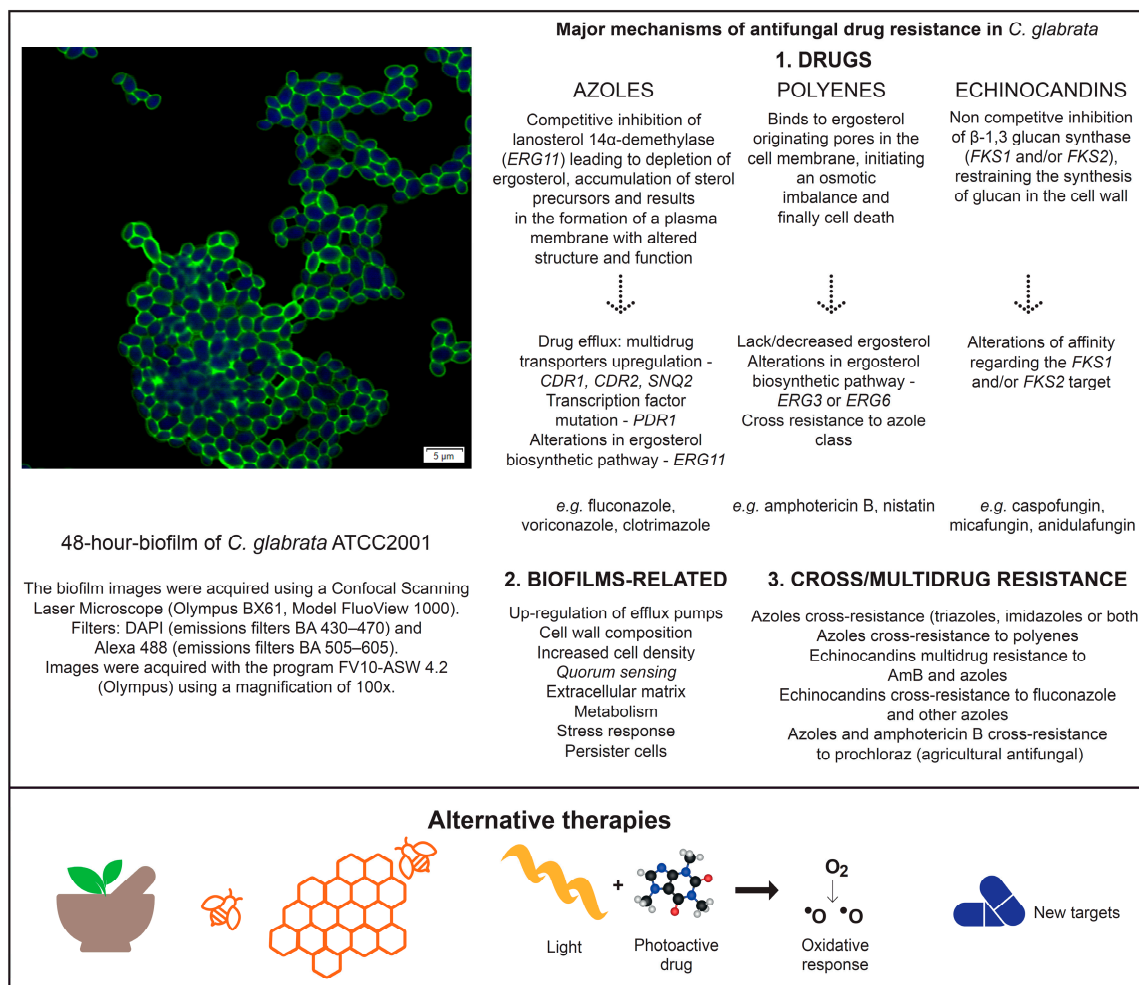 Major mechanisms of antifungal drug resistance in C. glabrata
1. DRUGS
AZOLES
Competitive inhibition of
lanosterol 14α-demethylase
(ERG11) leading to depletion of
ergosterol, accumulation of sterol
precursors and results
in the formation of a plasma
membrane with altered
structure and function
Drug efflux: multidrug
transporters upregulation -
CDR1, CDR2, SNQ2
Transcription factor
mutation - PDR1
Alterations in ergosterol
biosynthetic pathway - ERG11
e.g. fluconazole,
voriconazole, clotrimazole
POLYENES
Binds to ergosterol
originating pores in the
cell membrane, initiating
an osmotic
imbalance and
finally cell death
Lack/decreased ergosterol
Alterations in ergosterol
biosynthetic pathway -
ERG3 or ERG6
Cross resistance to azole
class
e.g. amphotericin B, nistatin
ECHINOCANDINS
Non competitve inhibition
of β-1,3 glucan synthase
(FKS1 and/or FKS2),
restraining the synthesis
of glucan in the cell wall
Alterations of affinity
regarding the FKS1
and/or FKS2 target
e.g. caspofungin,
micafungin, anidulafungin
5 µm
48-hour-biofilm of C. glabrata ATCC2001
The biofilm images were acquired using a Confocal Scanning
Laser Microscope (Olympus BX61, Model FluoView 1000).
Filters: DAPI (emissions filters BA 430–470) and
Alexa 488 (emissions filters BA 505–605).
Images were acquired with the program FV10-ASW 4.2
(Olympus) using a magnification of 100x.
2. BIOFILMS-RELATED
Up-regulation of efflux pumps
Cell wall composition
Increased cell density
Quorum sensing
Extracellular matrix
Metabolism
Stress response
Persister cells
3. CROSS/MULTIDRUG RESISTANCE
Azoles cross-resistance (triazoles, imidazoles or both
Azoles cross-resistance to polyenes
Echinocandins multidrug resistance to
AmB and azoles
Echinocandins cross-resistance to fluconazole
and other azoles
Azoles and amphotericin B cross-resistance
to prochloraz (agricultural antifungal)
Alternative therapies
Light
+
Photoactive
drug
O2
•O •O
Oxidative
response
New targets